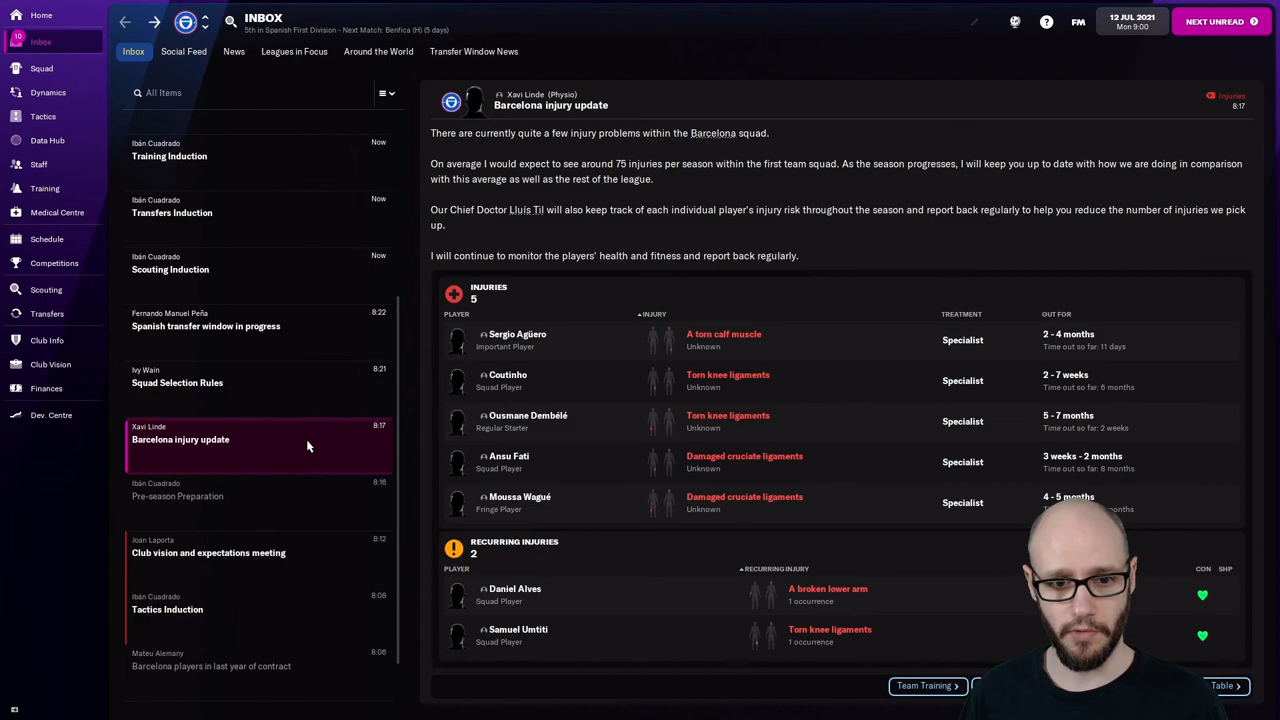 Home
10
Inbox
Squad
Dynamics
Tactics
Data Hub
Staff
Training
Medical Centre
Schedule
Competitions
Scouting
Transfers
Club Info
Club Vision
Finances
Dev. Centre
INBOX
5th in Spanish First Division - Next Match: Benfica (H) (5 days)
?
FM
12 JUL 2021
Mon 9:00
NEXT UNREAD
Inbox
Social Feed
News
Leagues in Focus
Around the World
Transfer Window News
All Items
Ibán Cuadrado
Now
Training Induction
Ibán Cuadrado
Now
Transfers Induction
Ibán Cuadrado
Now
Scouting Induction
Fernando Manuel Peña
8:22
Spanish transfer window in progress
Ivy Wain
8:21
Squad Selection Rules
Xavi Linde
8:17
Barcelona injury update
Ibán Cuadrado
8:16
Pre-season Preparation
Joan Laporta
8:12
Club vision and expectations meeting
Ibán Cuadrado
8:08
Tactics Induction
Mateu Alemany
8:06
Barcelona players in last year of contract
Xavi Linde (Physio)
Barcelona injury update
Injuries
8:17
There are currently quite a few injury problems within the Barcelona squad.
On average I would expect to see around 75 injuries per season within the first team squad. As the season progresses, I will keep you up to date with how we are doing in comparison
with this average as well as the rest of the league.
Our Chief Doctor Lluís Til will also keep track of each individual player's injury risk throughout the season and report back regularly to help you reduce the number of injuries we pick
up.
I will continue to monitor the players' health and fitness and report back regularly.
INJURIES
5
PLAYER
INJURY
TREATMENT
OUT FOR
Sergio Agüero
Important Player
A torn calf muscle
Unknown
Specialist
2 - 4 months
Time out so far: 11 days
Coutinho
Squad Player
Torn knee ligaments
Unknown
Specialist
2 - 7 weeks
Time out so far: 6 months
Ousmane Dembélé
Regular Starter
Torn knee ligaments
Unknown
Specialist
5 - 7 months
Time out so far: 2 weeks
Ansu Fati
Squad Player
Damaged cruciate ligaments
Unknown
Specialist
3 weeks - 2 months
Time out so far: 8 months
Moussa Wagué
Fringe Player
Damaged cruciate ligaments
Unknown
Specialist
4 - 5 months
RECURRING INJURIES
2
PLAYER
RECURRING INJURY
CON
SHP
Daniel Alves
Squad Player
A broken lower arm
1 occurrence
Samuel Umtiti
Squad Player
Torn knee ligaments
1 occurrence
Team Training
Table